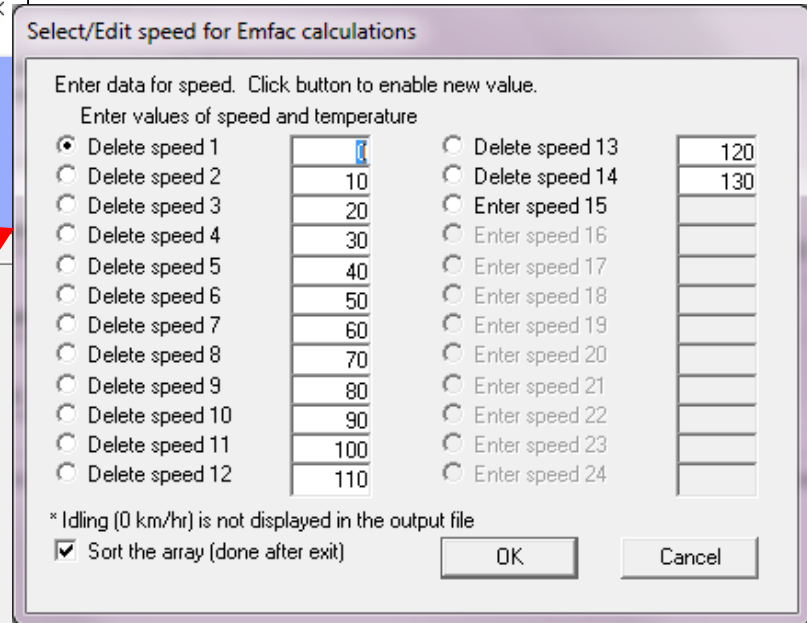 Select/Edit speed for Emfac calculations
Enter data for speed. Click button to enable new value.
Enter values of speed and temperature
Delete speed 1 0 Delete speed 13 120
Delete speed 2 10 Delete speed 14 130
Delete speed 3 20 Enter speed 15
Delete speed 4 30 Enter speed 16
Delete speed 5 40 Enter speed 17
Delete speed 6 50 Enter speed 18
Delete speed 7 60 Enter speed 19
Delete speed 8 70 Enter speed 20
Delete speed 9 80 Enter speed 21
Delete speed 10 90 Enter speed 22
Delete speed 11 100 Enter speed 23
Delete speed 12 110 Enter speed 24
* Idling (0 km/hr) is not displayed in the output file
Sort the array (done after exit) OK Cancel